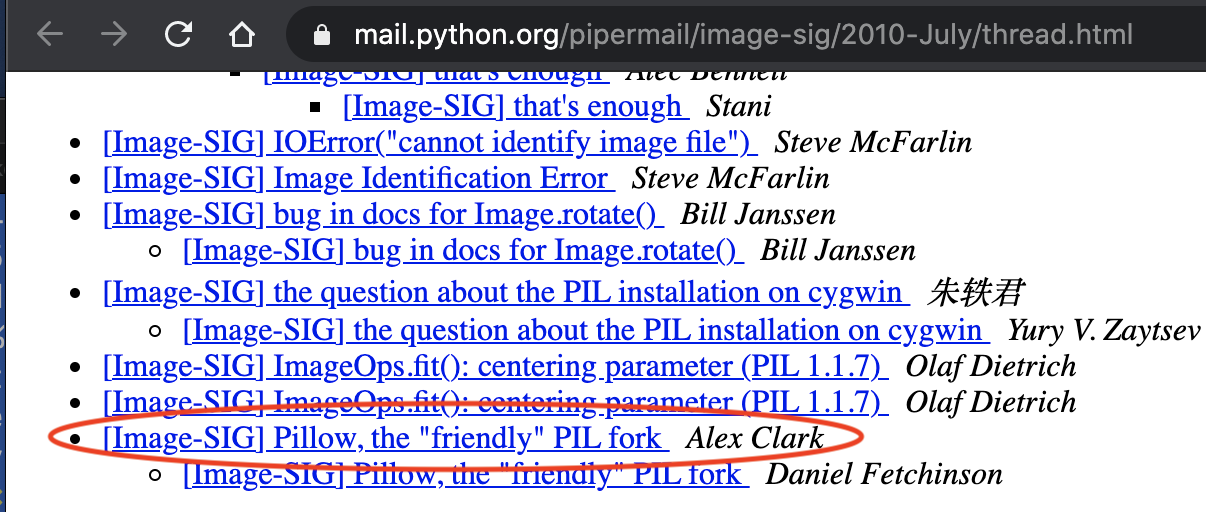 mail.python.org/pipermail/image-sig/2010-July/thread.html
[Image-SIG] that's enough Alec Bennett
[Image-SIG] that's enough Stani
[Image-SIG] IOError("cannot identify image file") Steve McFarlin
[Image-SIG] Image Identification Error Steve McFarlin
[Image-SIG] bug in docs for Image.rotate() Bill Janssen
[Image-SIG] bug in docs for Image.rotate() Bill Janssen
[Image-SIG] the question about the PIL installation on cygwin 朱轶君
[Image-SIG] the question about the PIL installation on cygwin Yury V. Zaytsev
[Image-SIG] ImageOps.fit(): centering parameter (PIL 1.1.7) Olaf Dietrich
[Image-SIG] ImageOps.fit(): centering parameter (PIL 1.1.7) Olaf Dietrich
[Image-SIG] Pillow, the "friendly" PIL fork Alex Clark
[Image-SIG] Pillow, the "friendly" PIL fork Daniel Fetchinson